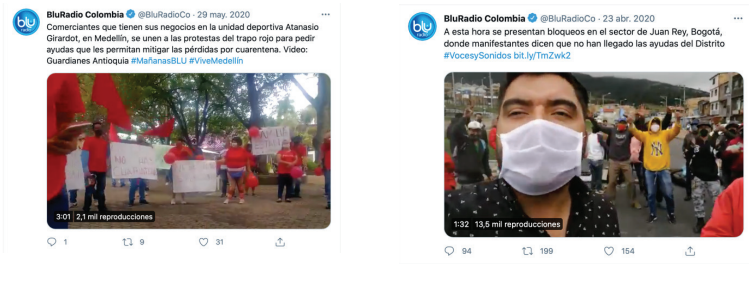 BluRadio Colombia @BluRadioCo · 29 may. 2020
Comerciantes que tienen sus negocios en la unidad deportiva Atanasio
Girardot, en Medellín, se unen a las protestas del trapo rojo para pedir
ayudas que les permitan mitigar las pérdidas por cuarentena. Video:
Guardianes Antioquia #MañanasBLU #ViveMedellín
blu
radio
3:01 2,1 mil reproducciones
1 9 31
BluRadio Colombia @BluRadioCo · 23 abr. 2020
A esta hora se presentan bloqueos en el sector de Juan Rey, Bogotá,
donde manifestantes dicen que no han llegado las ayudas del Distrito
#VocesySonidos bit.ly/TmZwk2
blu
radio
1:32 13,5 mil reproducciones
94 199 154